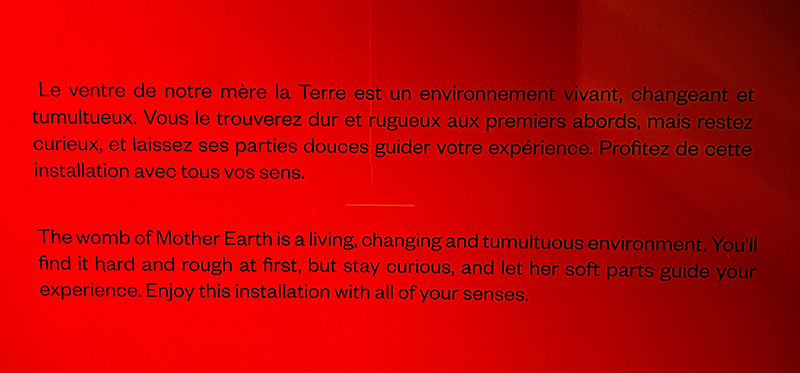 Le ventre de notre mère la Terre est un environnement vivant, changeant et
tumultueux. Vous le trouverez dur et rugueux aux premiers abords, mais restez
curieux, et laissez ses parties douces guider votre expérience. Profitez de cette
installation avec tous vos sens.
The womb of Mother Earth is a living, changing and tumultuous environment. You'll
find it hard and rough at first, but stay curious, and let her soft parts guide your
experience. Enjoy this installation with all of your senses.